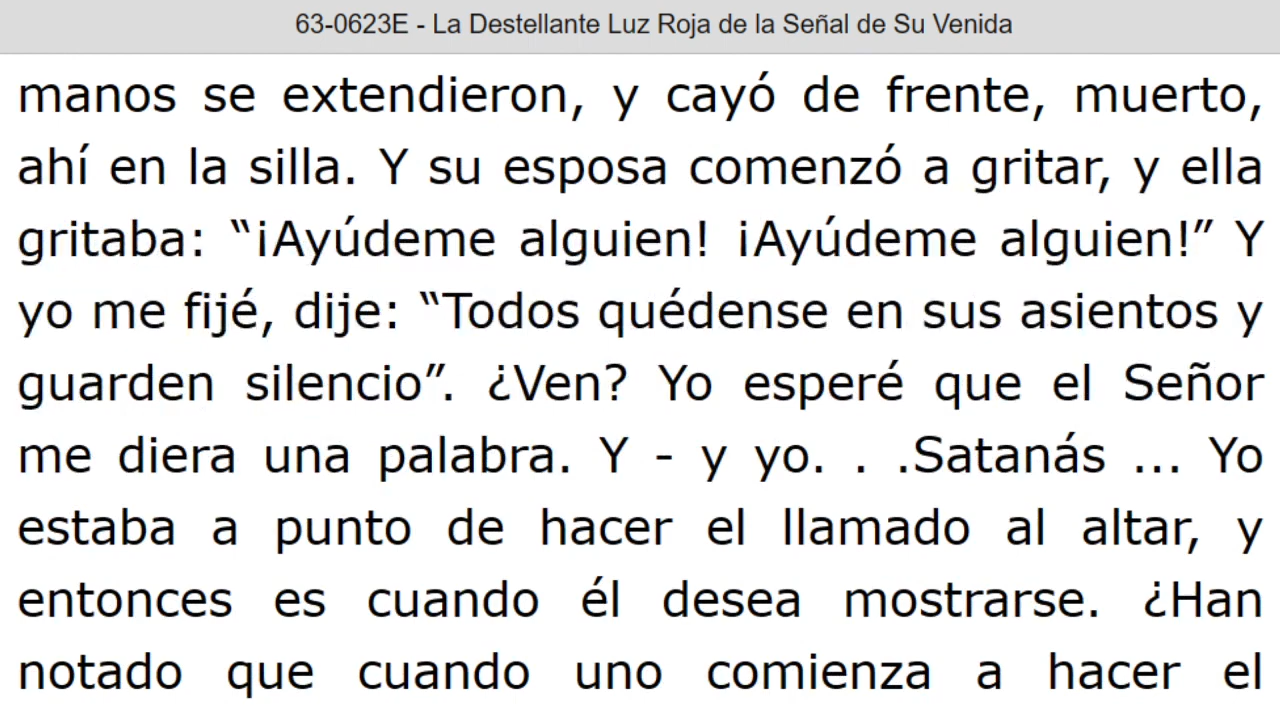 63-0623E - La Destellante Luz Roja de la Señal de Su Venida
manos se extendieron, y cayó de frente, muerto,
ahí en la silla. Y su esposa comenzó a gritar, y ella
gritaba: “¡Ayúdeme alguien! ¡Ayúdeme alguien!” Y
yo me fijé, dije: “Todos quédense en sus asientos y
guarden silencio”. ¿Ven? Yo esperé que el Señor
me diera una palabra. Y - y yo. . .Satanás ... Yo
estaba a punto de hacer el llamado al altar, y
entonces es cuando él desea mostrarse. ¿Han
notado que cuando uno comienza a hacer el